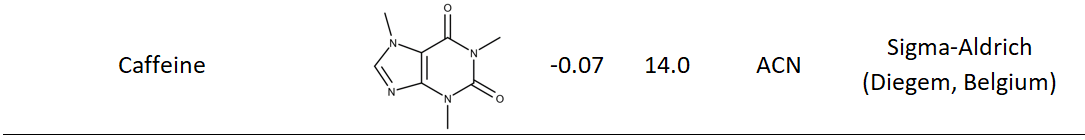 Caffeine
O
N
N
O
N
N
-0.07
14.0
ACN
Sigma-Aldrich
(Diegem, Belgium)